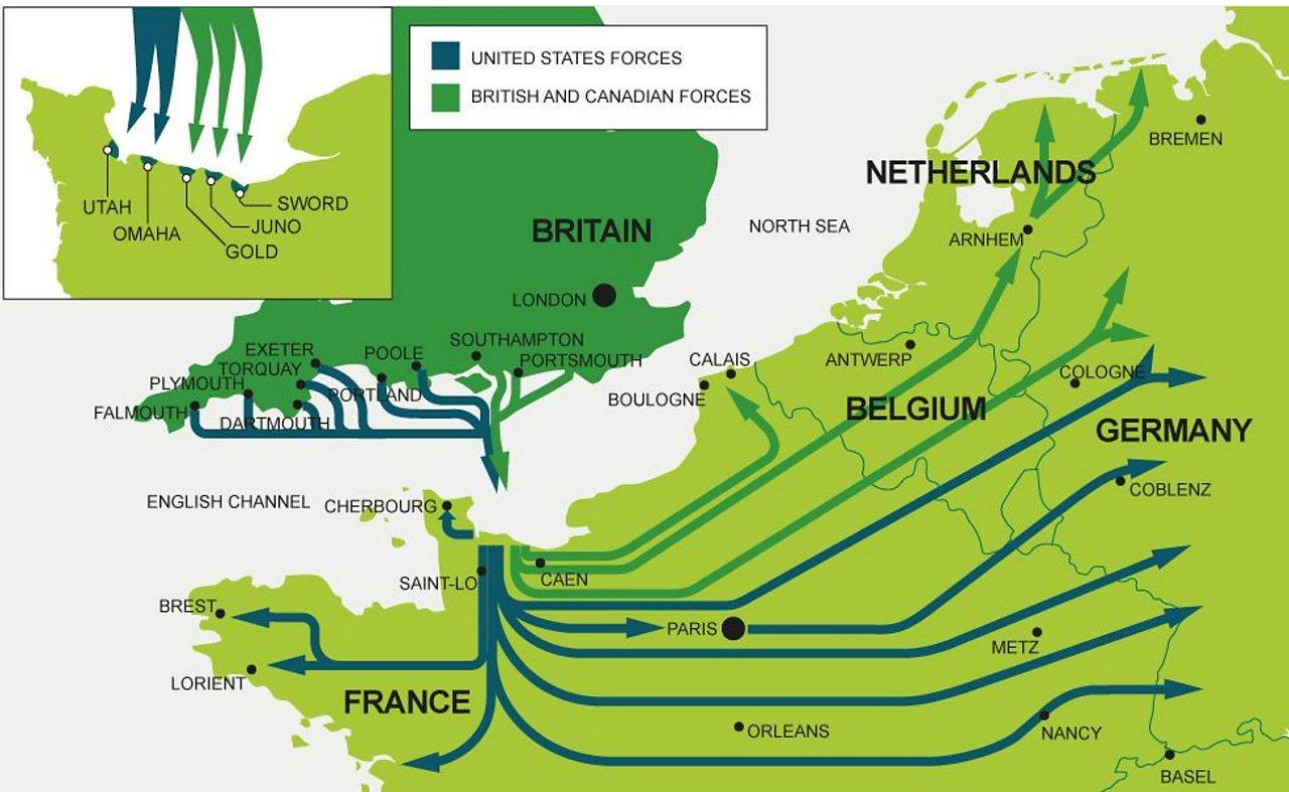 UNITED STATES FORCES
BRITISH AND CANADIAN FORCES
UTAH
OMAHA
GOLD
JUNO
SWORD
BRITAIN
LONDON
NORTH SEA
NETHERLANDS
BREMEN
ARNHEM
EXETER
TORQUAY
PLYMOUTH
FALMOUTH
DARTMOUTH
PORTLAND
POOLE
SOUTHAMPTON
PORTSMOUTH
CALAIS
BOULOGNE
ANTWERP
BELGIUM
COLOGNE
GERMANY
COBLENZ
ENGLISH CHANNEL
CHERBOURG
SAINT-LO
CAEN
BREST
LORIENT
FRANCE
PARIS
METZ
ORLEANS
NANCY
BASEL